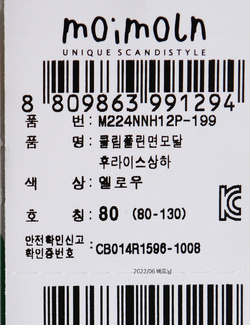 moimoln
UNIQUE SCANDISTYLE
8 809863 991294
품 번 : M224NNH12P-199
품 명 : 쿨림풀린면모달
후라이스상하
색 상 : 옐로우
호 칭 : 80 (80-130)
안전확인신고
확인증번호 : CB014R1596-1008
2022/06 베트남